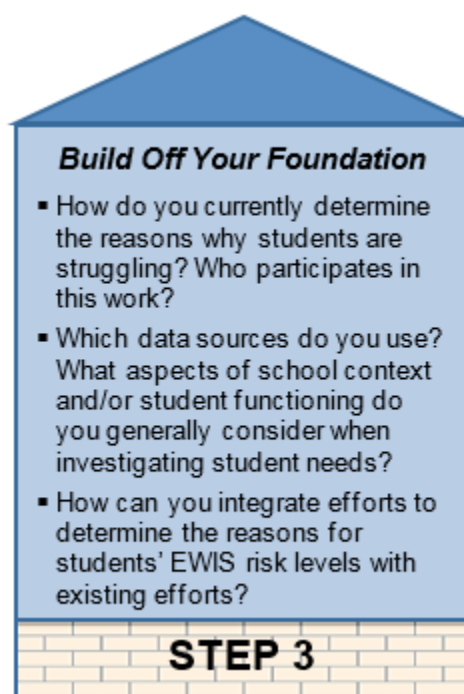 Build Off Your Foundation
▪ How do you currently determine
the reasons why students are
struggling? Who participates in
this work?
▪ Which data sources do you use?
What aspects of school context
and/or student functioning do
you generally consider when
investigating student needs?
▪ How can you integrate efforts to
determine the reasons for
students' EWIS risk levels with
existing efforts?
STEP 3